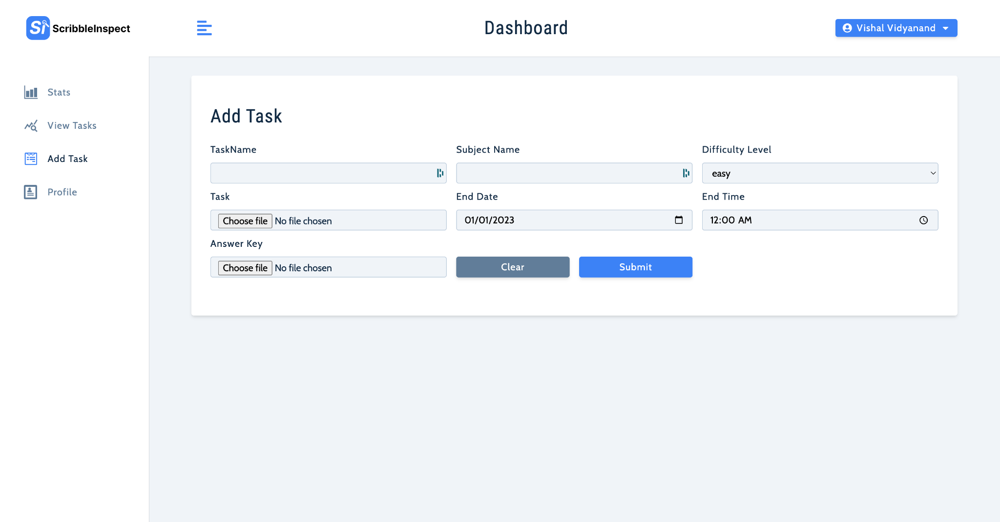 Si ScribbleInspect
Dashboard
Vishal Vidyanand
Stats
View Tasks
Add Task
Profile
Add Task
TaskName
Subject Name
Difficulty Level
easy
Task
End Date
End Time
Choose file No file chosen
01/01/2023
12:00 AM
Answer Key
Choose file No file chosen
Clear
Submit